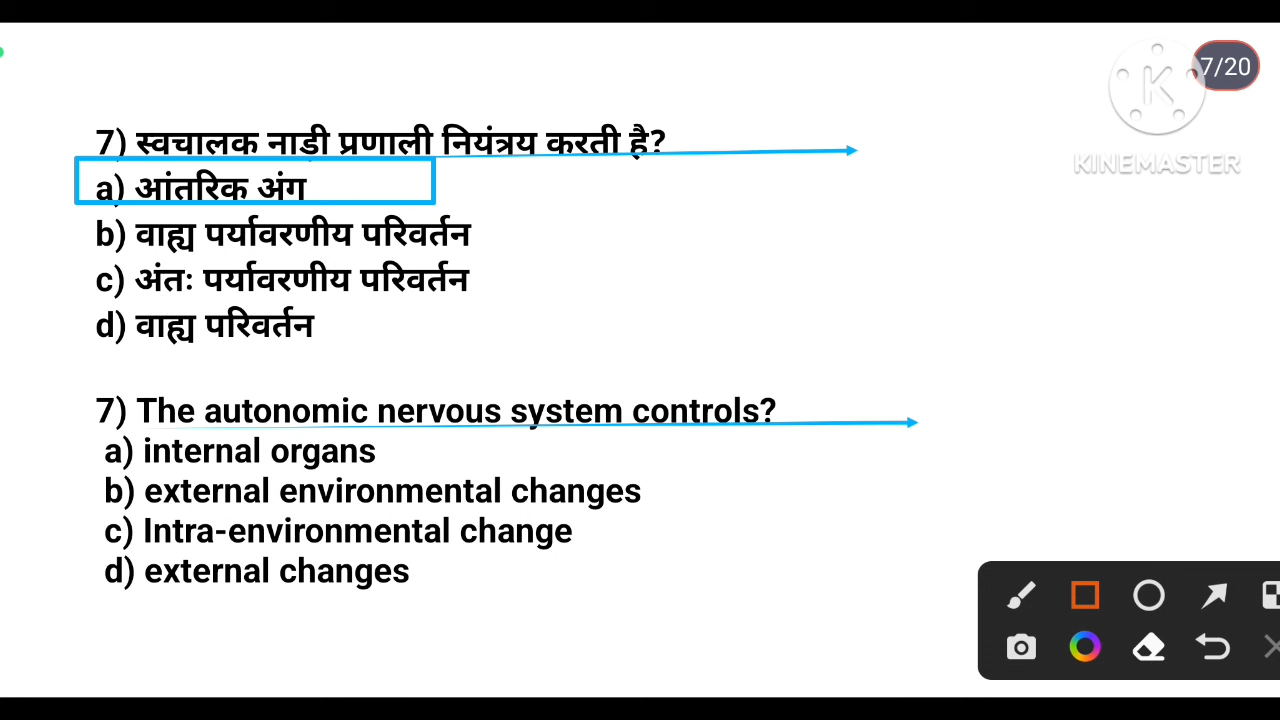 7/20
KINEMASTER
7) स्वचालक नाड़ी प्रणाली नियंत्रय करती है?
a) आंतरिक अंग
b) वाह्य पर्यावरणीय परिवर्तन
c) अंतः पर्यावरणीय परिवर्तन
d) वाह्य परिवर्तन
7) The autonomic nervous system controls?
a) internal organs
b) external environmental changes
c) Intra-environmental change
d) external changes